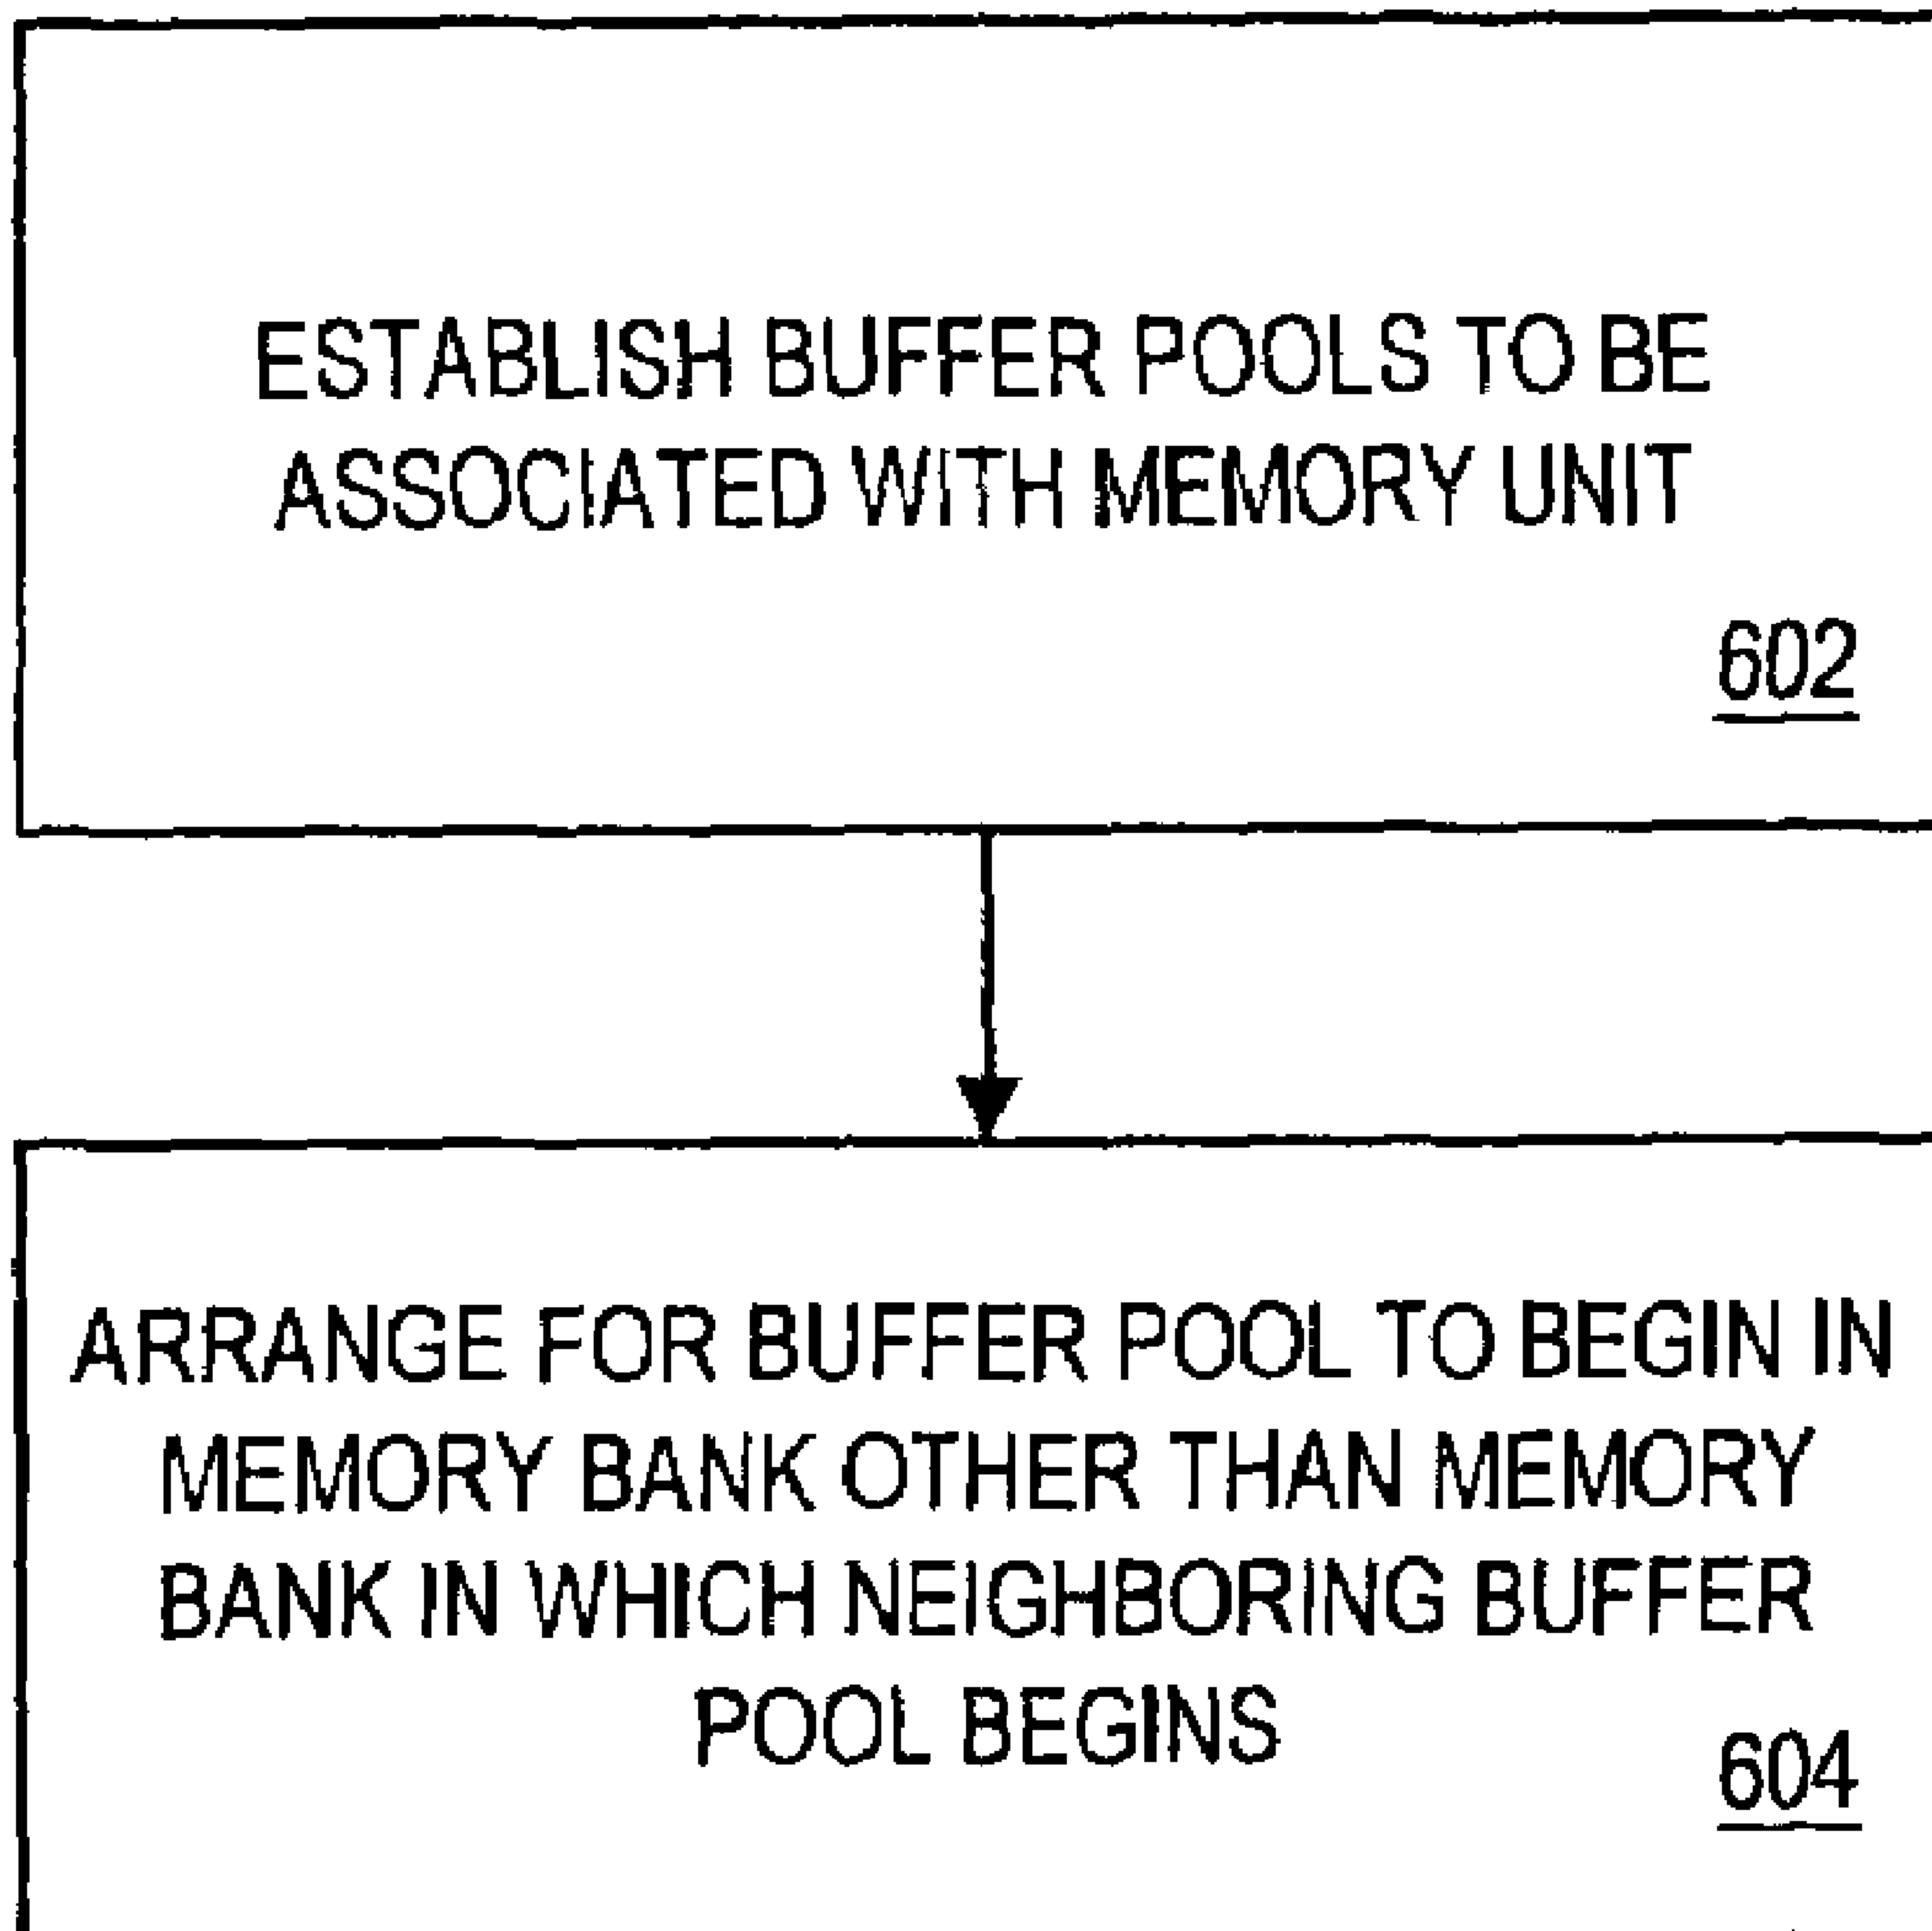 ESTABLISH BUFFER POOLS TO BE
ASSOCIATED WITH MEMORY UNIT
602
ARRANGE FOR BUFFER POOL TO BEGIN IN
MEMORY BANK OTHER THAN MEMORY
BANK IN WHICH NEIGHBORING BUFFER
POOL BEGINS
604